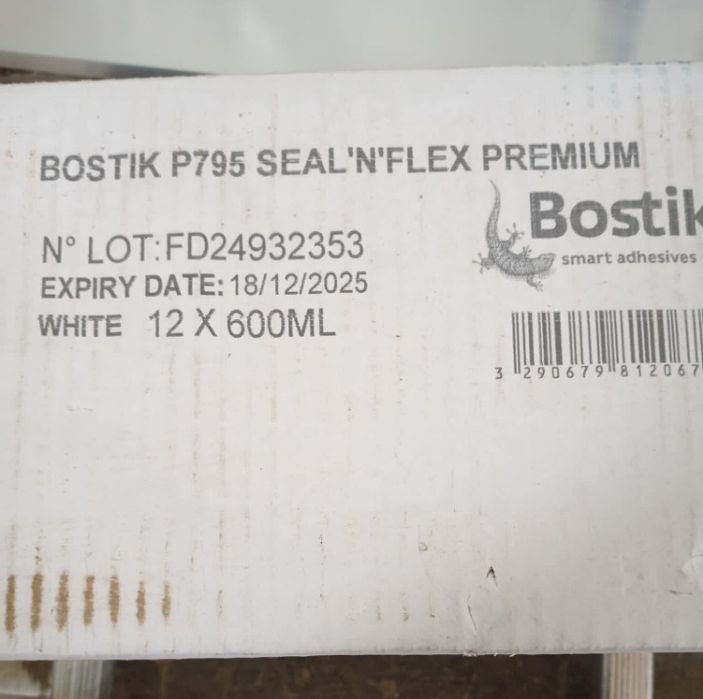 BOSTIK P795 SEAL'N'FLEX PREMIUM
Bostik
smart adhesives
N° LOT:FD24932353
EXPIRY DATE: 18/12/2025
WHITE 12 X 600ML
3 290679 812067